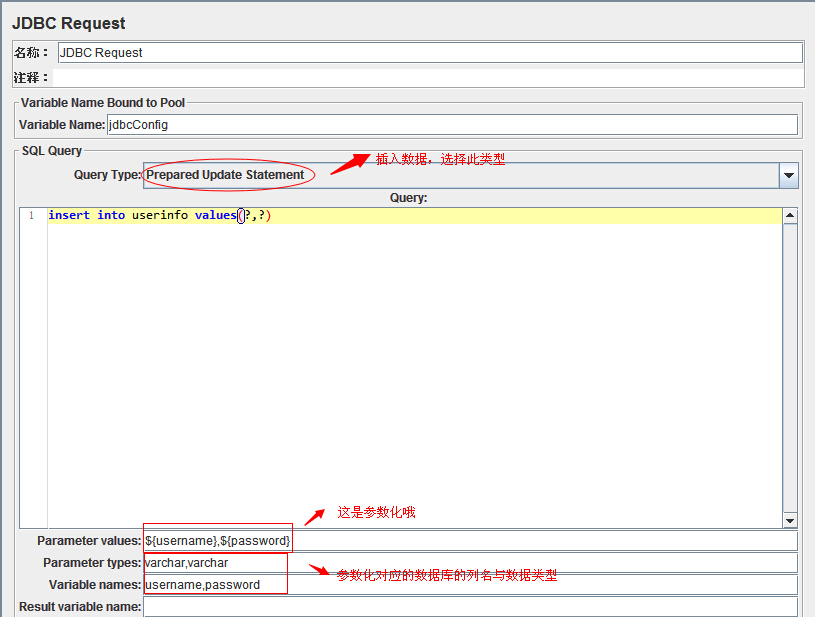 JDBC Request
名称： JDBC Request
注释：
Variable Name Bound to Pool
Variable Name: jdbcConfig
SQL Query
插入数据，选择此类型
Query Type: Prepared Update Statement
Query:
1 insert into userinfo values(?,?)
这是参数化哦
Parameter values: ${username},${password}
Parameter types: varchar,varchar
参数化对应的数据库的列名与数据类型
Variable names: username,password
Result variable name: